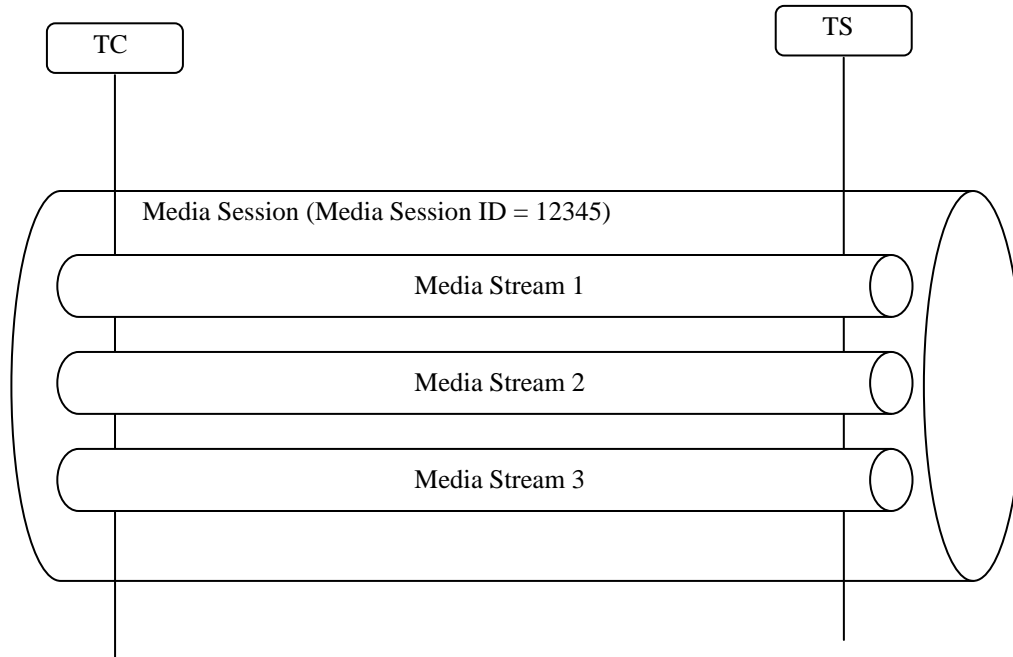 TC
TS
Media Session (Media Session ID = 12345)
Media Stream 1
Media Stream 2
Media Stream 3